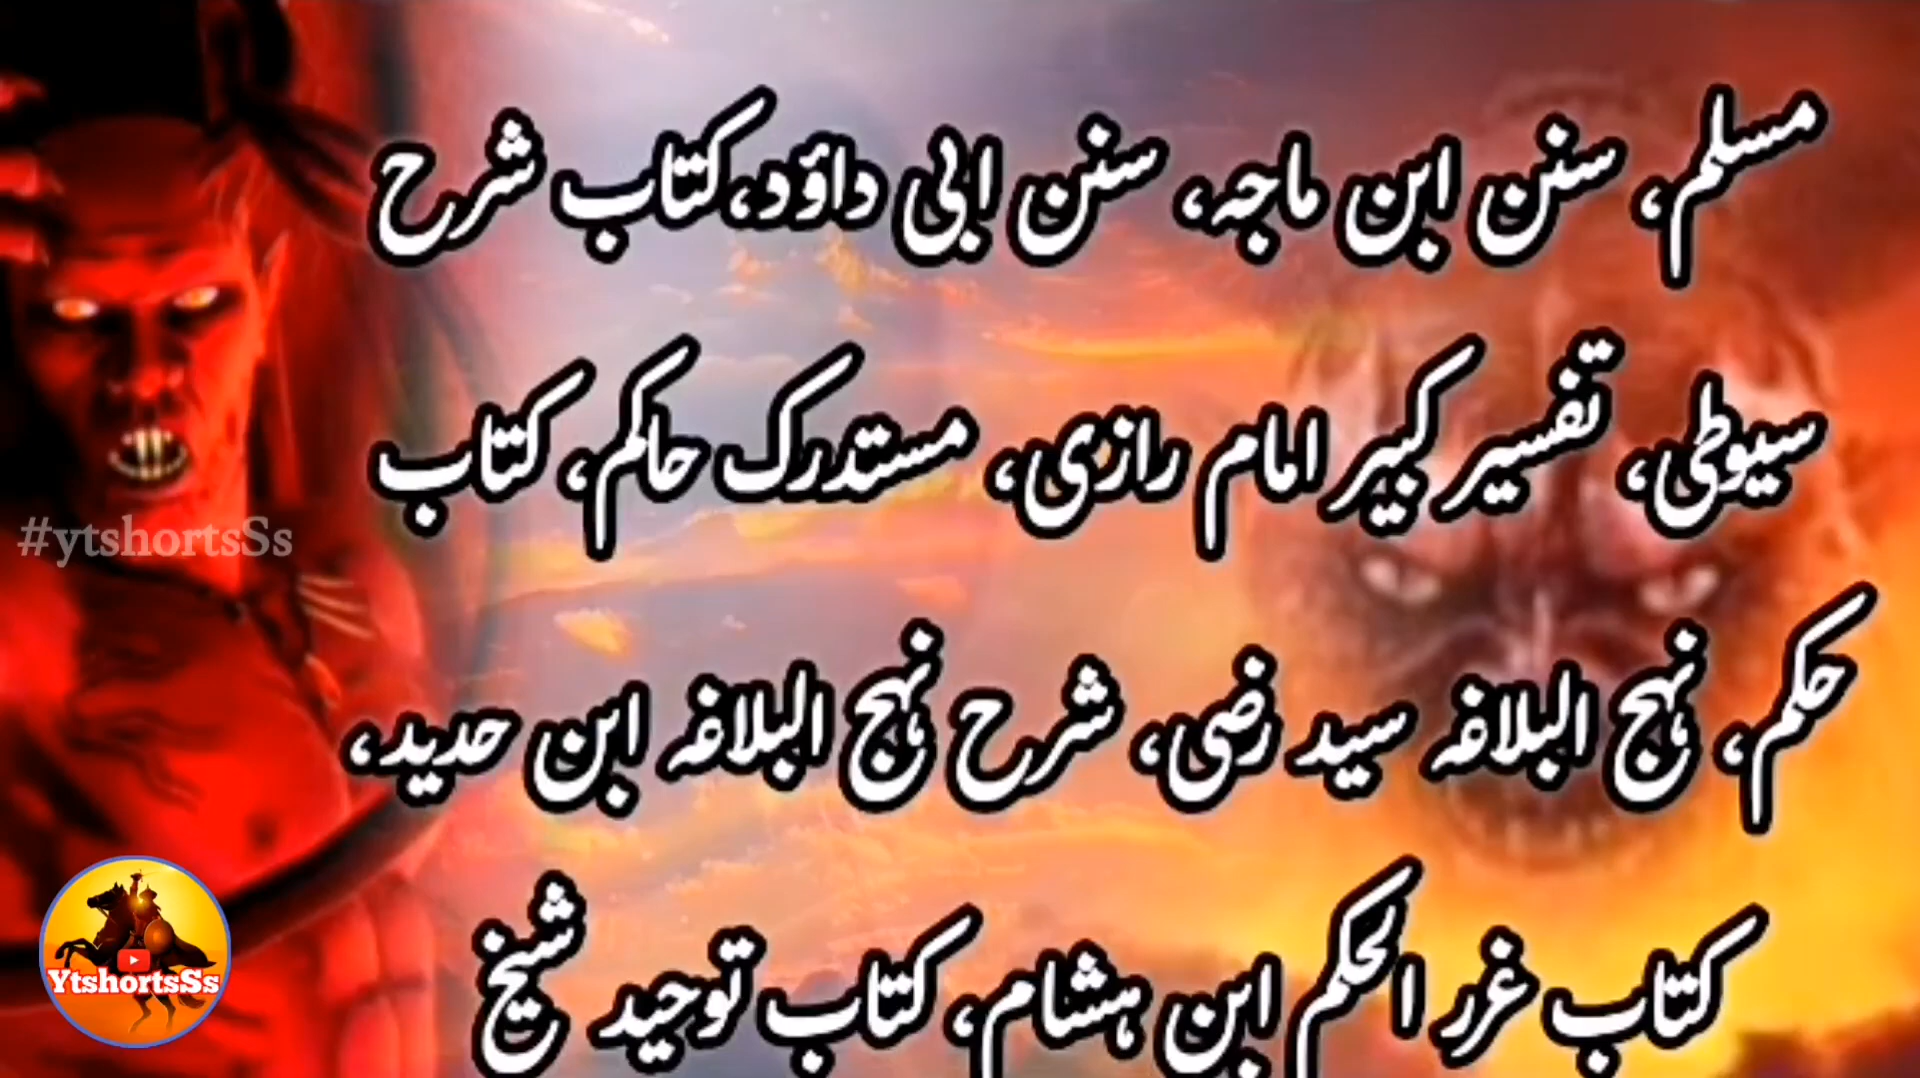 مسلم، سنن ابن ماجہ، سنن ابی داؤد،کتاب شرح
سیوطی، تفسیر کبیر امام رازی، مستدرک حاکم، کتاب
حکم، نہج البلاغہ سید رضی، شرح نہج البلاغہ ابن حدید،
کتاب غرر الحکم ابن ہشام، کتاب توحید شیخ
#ytshortsSs
YtshortsSs